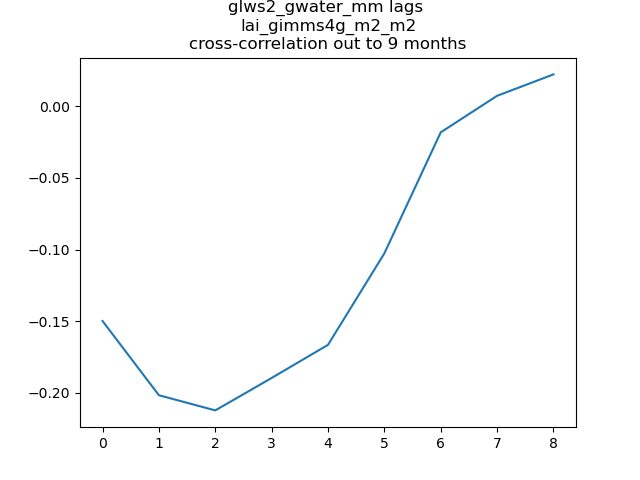 glws2_gwater_mm lags
lai_gimms4g_m2_m2
cross-correlation out to 9 months
0.00
−0.05
−0.10
−0.15
−0.20
0 1 2 3 4 5 6 7 8